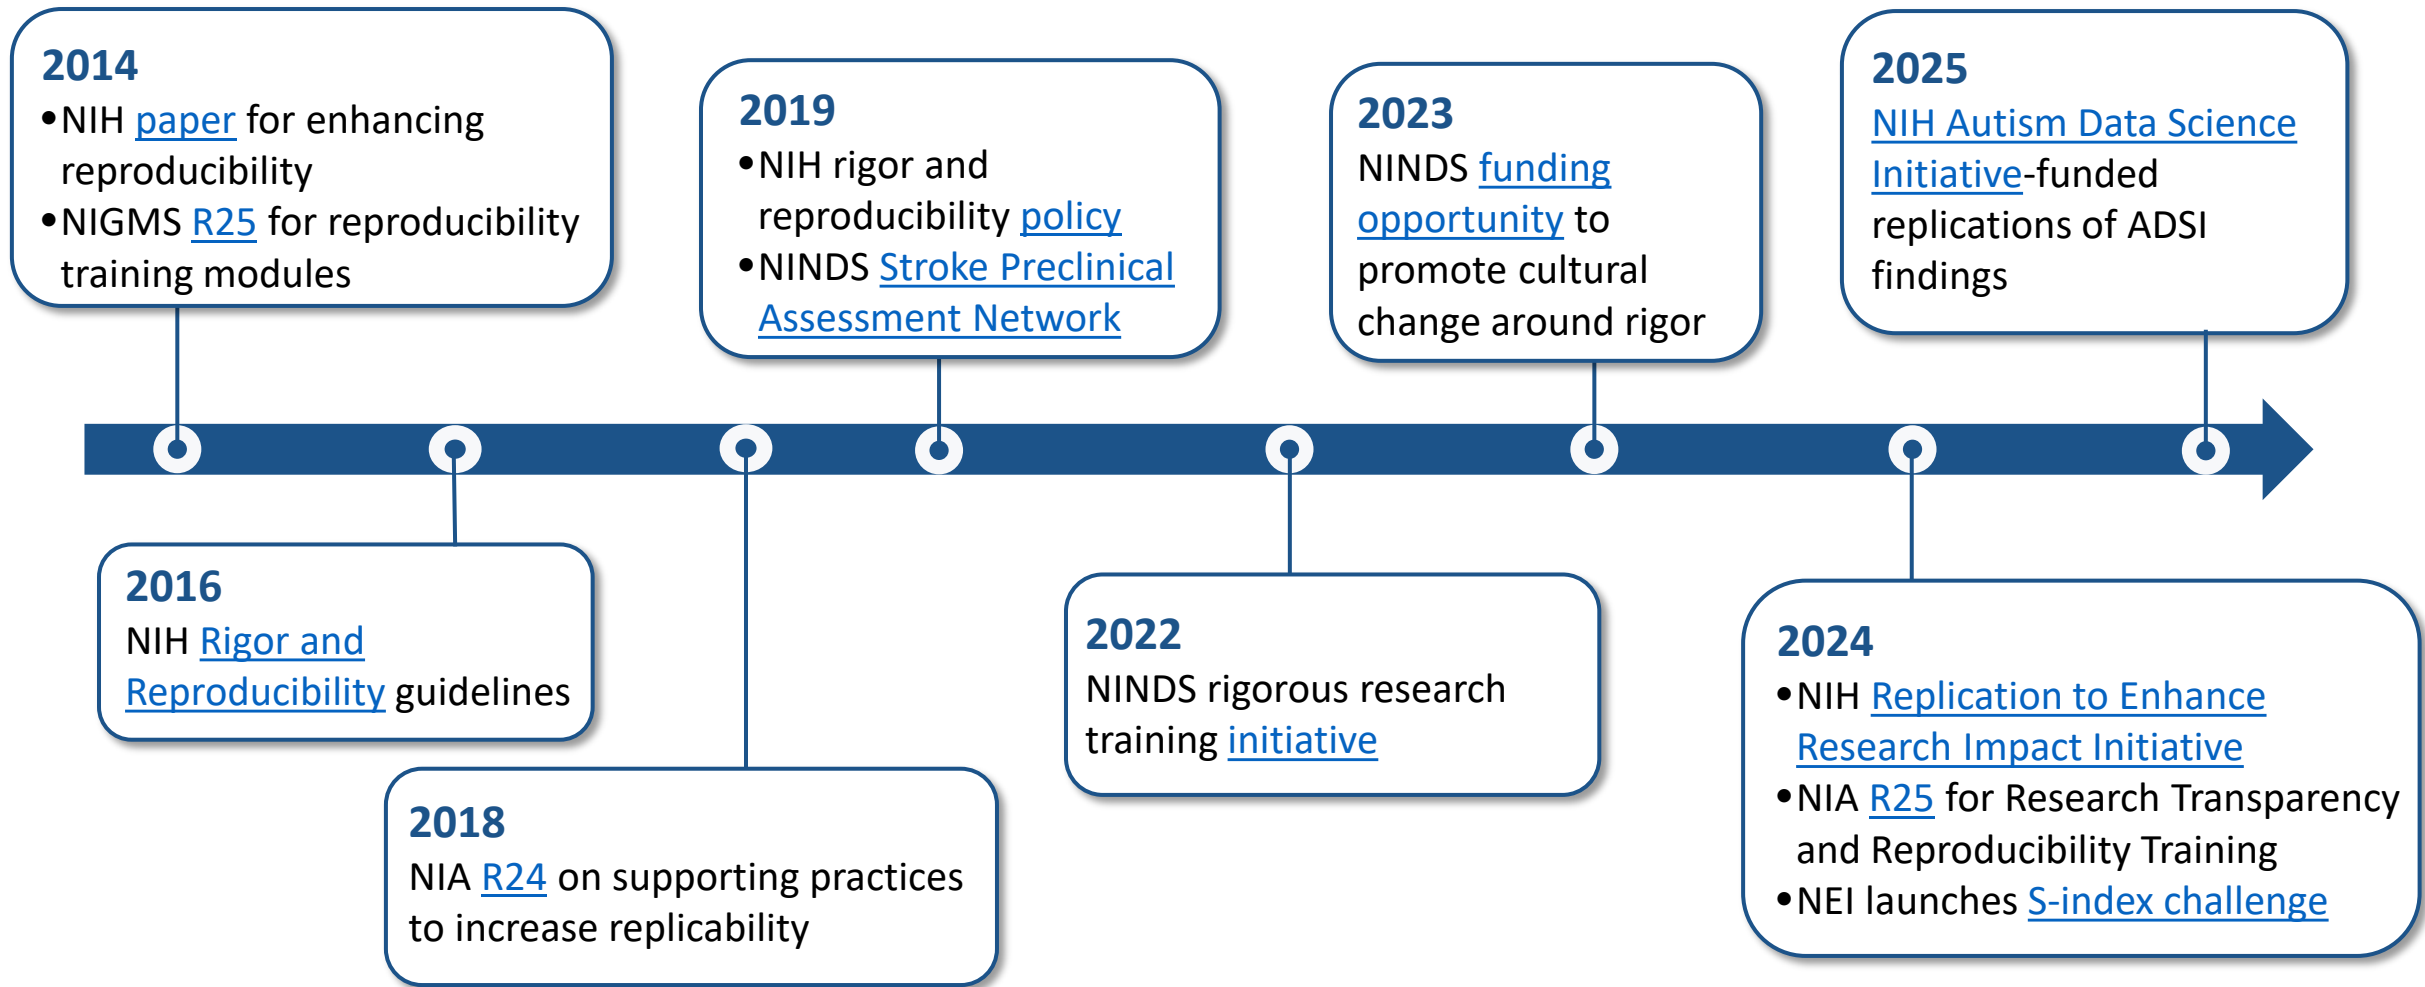 2014
•NIH paper for enhancing
reproducibility
•NIGMS R25 for reproducibility
training modules
2016
NIH Rigor and
Reproducibility guidelines
2018
NIA R24 on supporting practices
to increase replicability
2019
•NIH rigor and
reproducibility policy
•NINDS Stroke Preclinical
Assessment Network
2022
NINDS rigorous research
training initiative
2023
NINDS funding
opportunity to
promote cultural
change around rigor
2024
•NIH Replication to Enhance
Research Impact Initiative
•NIA R25 for Research Transparency
and Reproducibility Training
•NEI launches S-index challenge
2025
NIH Autism Data Science
Initiative-funded
replications of ADSI
findings